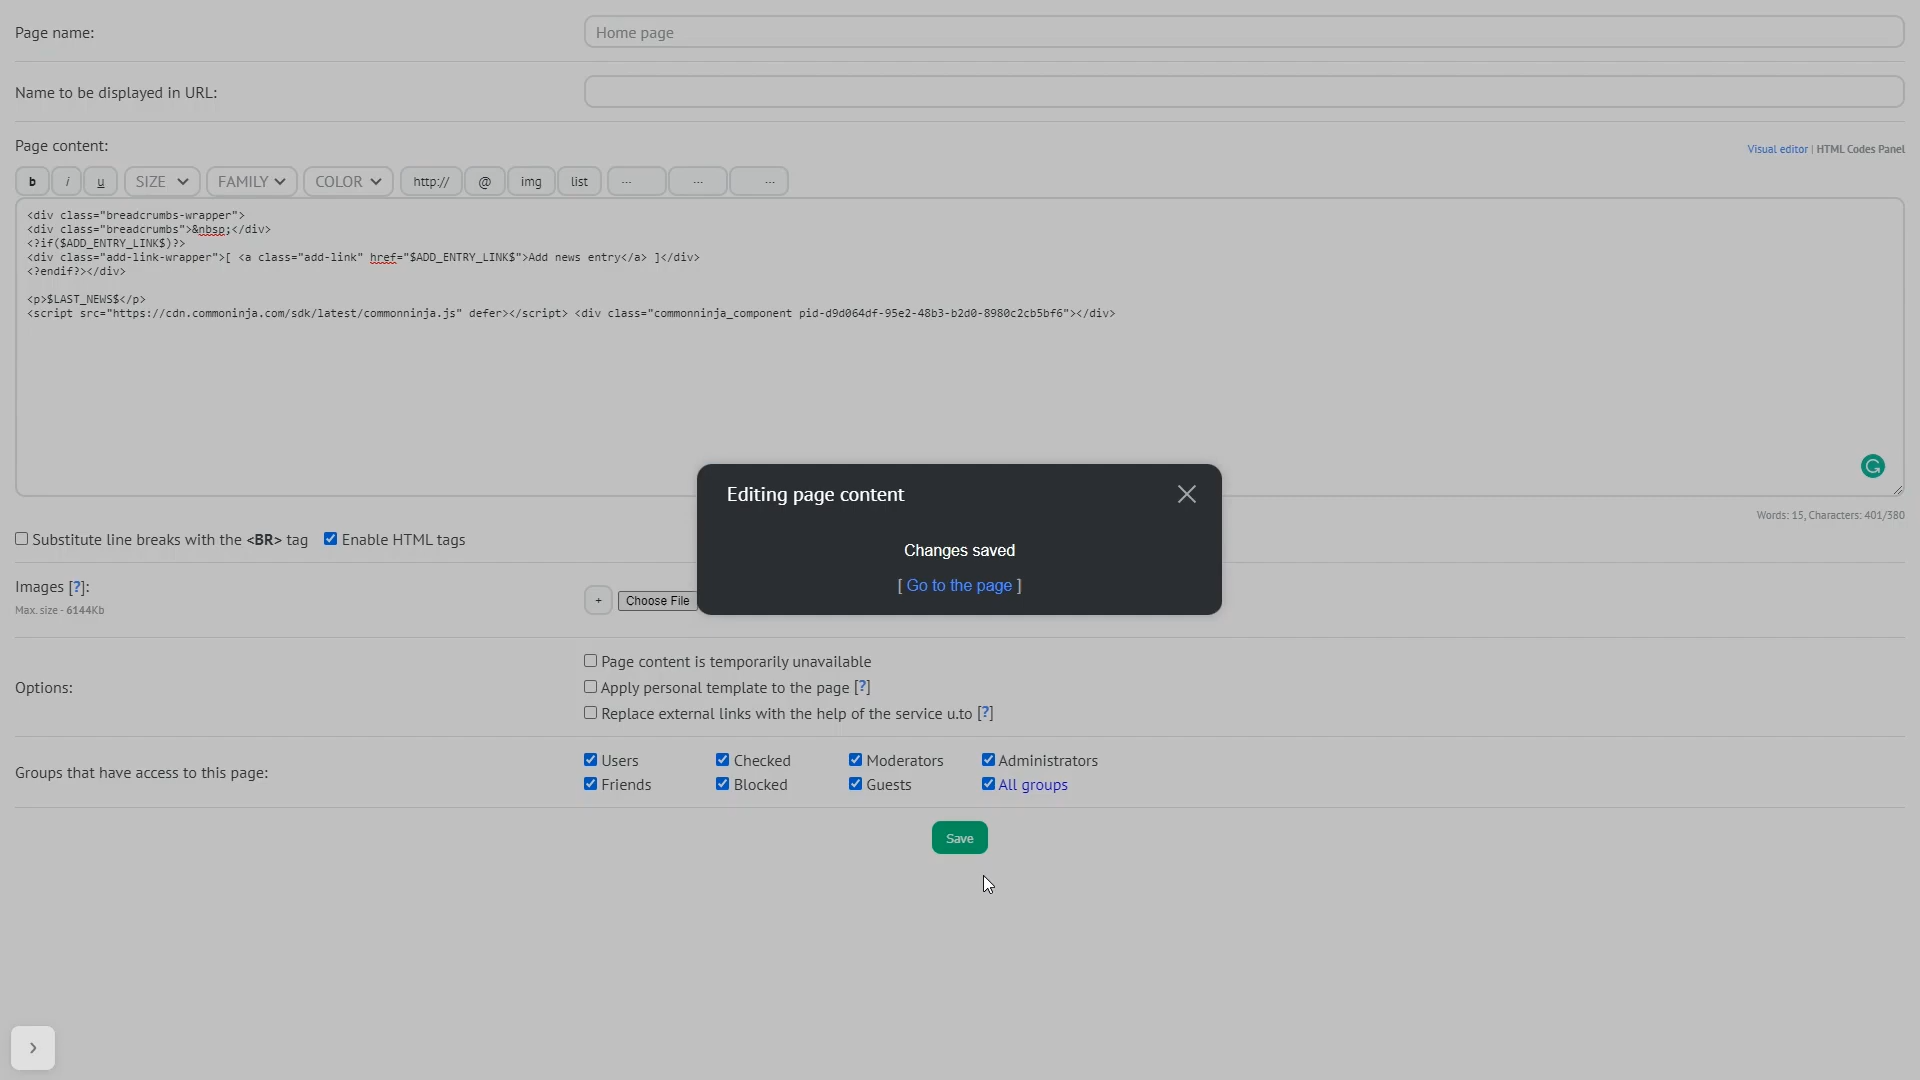 Page name:
Home page
Name to be displayed in URL:
Page content:
Visual editor | HTML Codes Panel
b i u SIZE FAMILY COLOR http:// @ img list ... ... ...
<div class="breadcrumbs-wrapper">
<div class="breadcrumbs">&nbsp;</div>
<?if($ADD_ENTRY_LINK$)?>
<div class="add-link-wrapper">[ <a class="add-link" href="$ADD_ENTRY_LINK$">Add news entry</a> ]</div>
<?endif?></div>
<p>$LAST_NEWS$</p>
<script src="https://cdn.commoninja.com/sdk/latest/commonninja.js" defer></script> <div class="commonninja_component pid-d9d064df-95e2-48b3-b2d0-8980c2cb5bf6"></div>
Words: 15, Characters: 401/380
Editing page content
Changes saved
[ Go to the page ]
Substitute line breaks with the <BR> tag Enable HTML tags
Images [?]:
Max. size - 6144Kb
+ Choose File
Options:
Page content is temporarily unavailable
Apply personal template to the page [?]
Replace external links with the help of the service u.to [?]
Groups that have access to this page:
Users Checked Moderators Administrators
Friends Blocked Guests All groups
Save